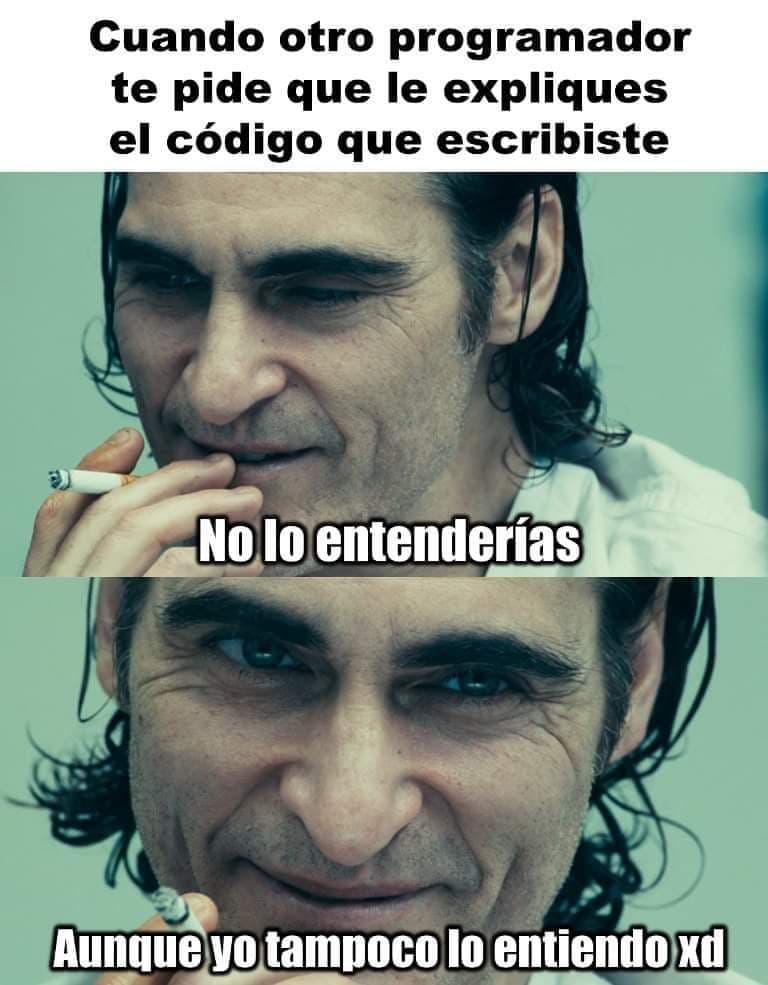 Cuando otro programador
te pide que le expliques
el código que escribiste
No lo entenderías
Aunque yo tampoco lo entiendo xd